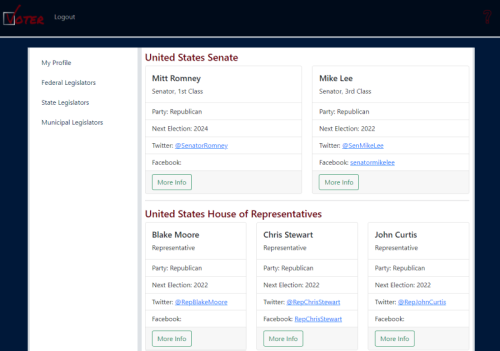 Voter
Logout
My Profile
Federal Legislators
State Legislators
Municipal Legislators
United States Senate
Mitt Romney
Senator, 1st Class
Party: Republican
Next Election: 2024
Twitter: @SenatorRomney
Facebook:
More Info
Mike Lee
Senator, 3rd Class
Party: Republican
Next Election: 2022
Twitter: @SenMikeLee
Facebook: senatormikelee
More Info
United States House of Representatives
Blake Moore
Representative
Party: Republican
Next Election: 2022
Twitter: @RepBlakeMoore
Facebook:
More Info
Chris Stewart
Representative
Party: Republican
Next Election: 2022
Twitter: @RepChrisStewart
Facebook: RepChrisStewart
More Info
John Curtis
Representative
Party: Republican
Next Election: 2022
Twitter: @RepJohnCurtis
Facebook:
More Info